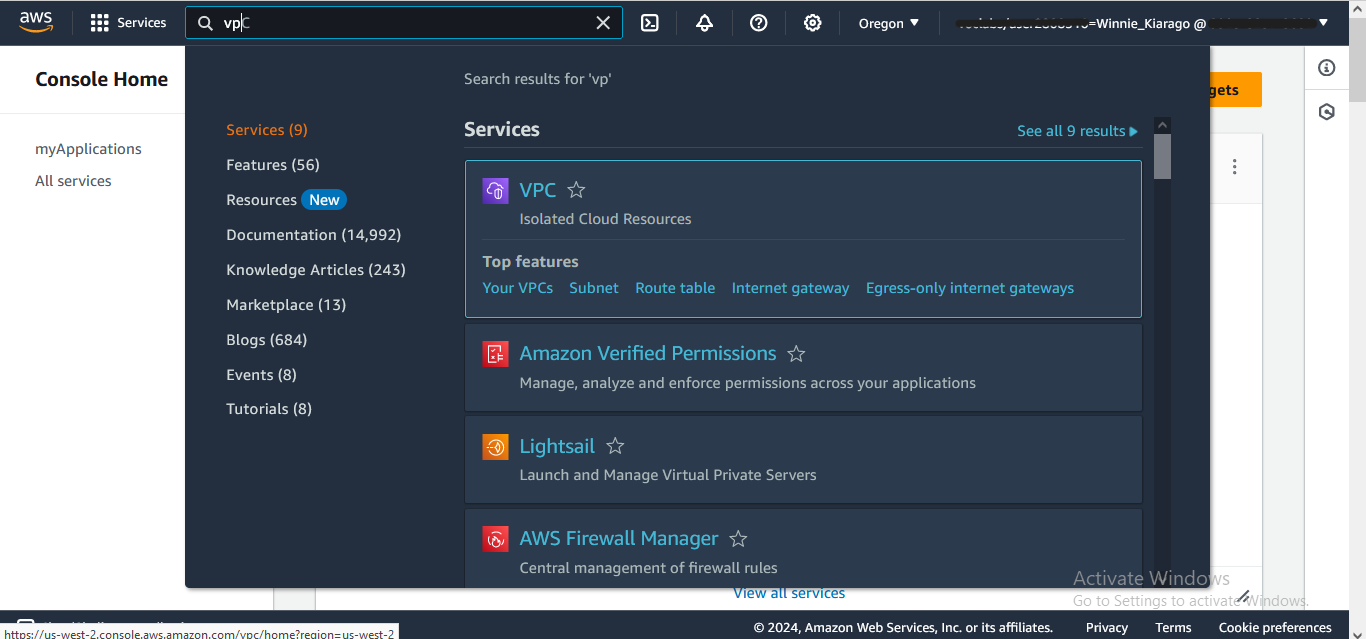 aws
Services
vpC
Oregon
=Winnie_Kiarago @
Console Home
myApplications
All services
Search results for 'vp'
Services (9)
Features (56)
Resources New
Documentation (14,992)
Knowledge Articles (243)
Marketplace (13)
Blogs (684)
Events (8)
Tutorials (8)
Services
See all 9 results
VPC
Isolated Cloud Resources
Top features
Your VPCs Subnet Route table Internet gateway Egress-only internet gateways
Amazon Verified Permissions
Manage, analyze and enforce permissions across your applications
Lightsail
Launch and Manage Virtual Private Servers
AWS Firewall Manager
Central management of firewall rules
View all services
Activate Windows
Go to Settings to activate Windows.
https://us-west-2.console.aws.amazon.com/vpc/home?region=us-west-2
© 2024, Amazon Web Services, Inc. or its affiliates. Privacy Terms Cookie preferences